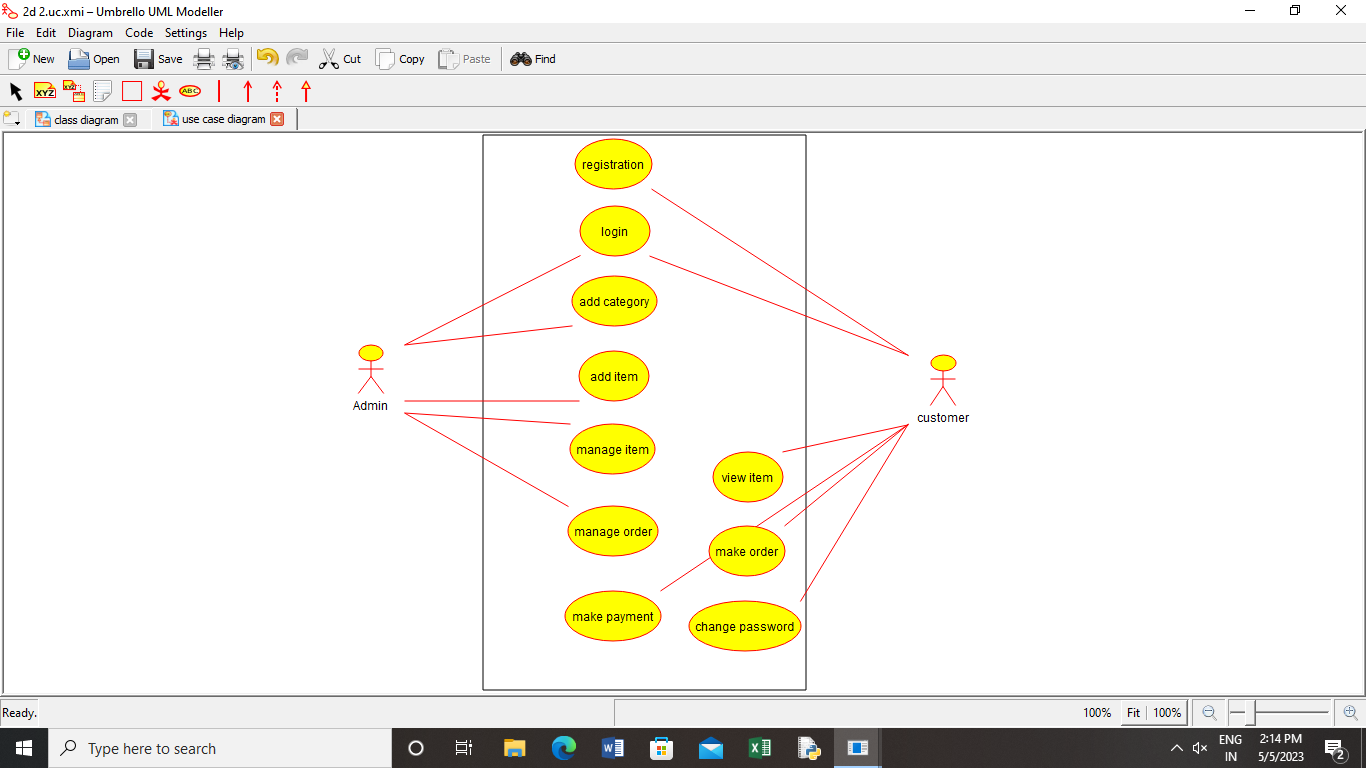 2d 2.uc.xmi – Umbrello UML Modeller
File Edit Diagram Code Settings Help
New Open Save Cut Copy Paste Find
XYZ XYZ ABC
class diagram use case diagram
registration
login
add category
add item
Admin
customer
manage item
view item
manage order
make order
make payment
change password
Ready. 100% Fit 100%
Type here to search
ENG 2:14 PM
IN 5/5/2023 2